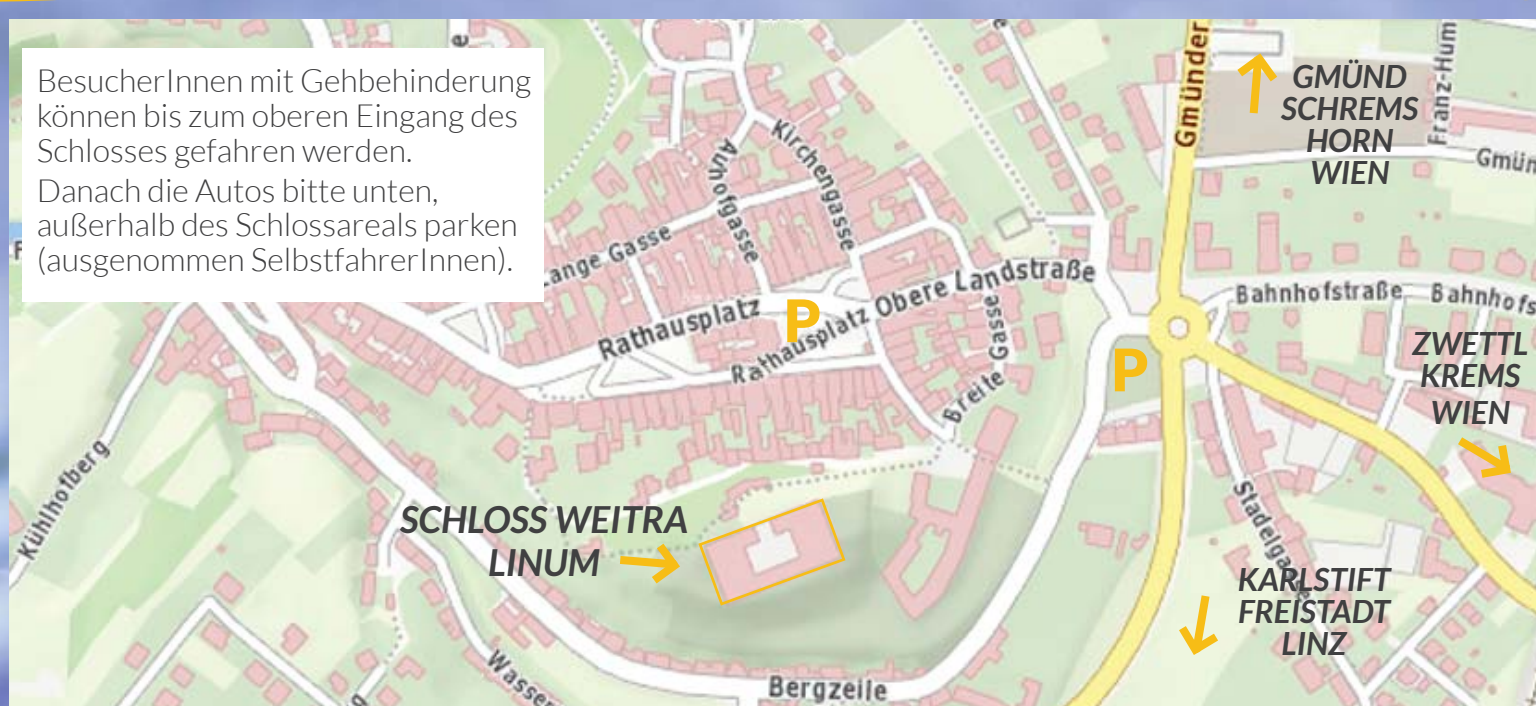 BesucherInnen mit Gehbehinderung
können bis zum oberen Eingang des
Schlosses gefahren werden.
Danach die Autos bitte unten,
außerhalb des Schlossareals parken
(ausgenommen SelbstfahrerInnen).
Gmünder
GMÜND
SCHREMS
HORN
WIEN
Franz-Hum
Gmün
Kirchengasse
Auhofgasse
Lange Gasse
Rathausplatz
P
Rathausplatz
Obere Landstraße
Breite Gasse
P
Bahnhofstraße
Bahnhofs
ZWETTL
KREMS
WIEN
Kühlhofberg
SCHLOSS WEITRA
LINUM
Stadelgasse
KARLSTIFT
FREISTADT
LINZ
Wasser
Bergzeile